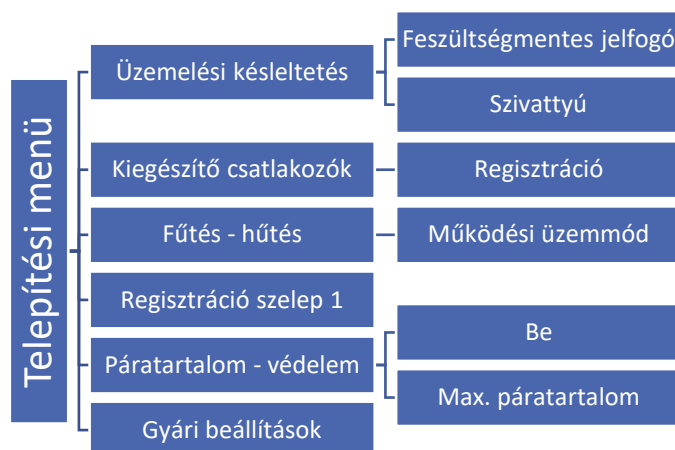 Telepítési menü
Üzemelési késleltetés
Feszültségmentes jelfogó
Szivattyú
Kiegészítő csatlakozók
Regisztráció
Fűtés - hűtés
Működési üzemmód
Regisztráció szelep 1
Páratartalom - védelem
Be
Max. páratartalom
Gyári beállítások